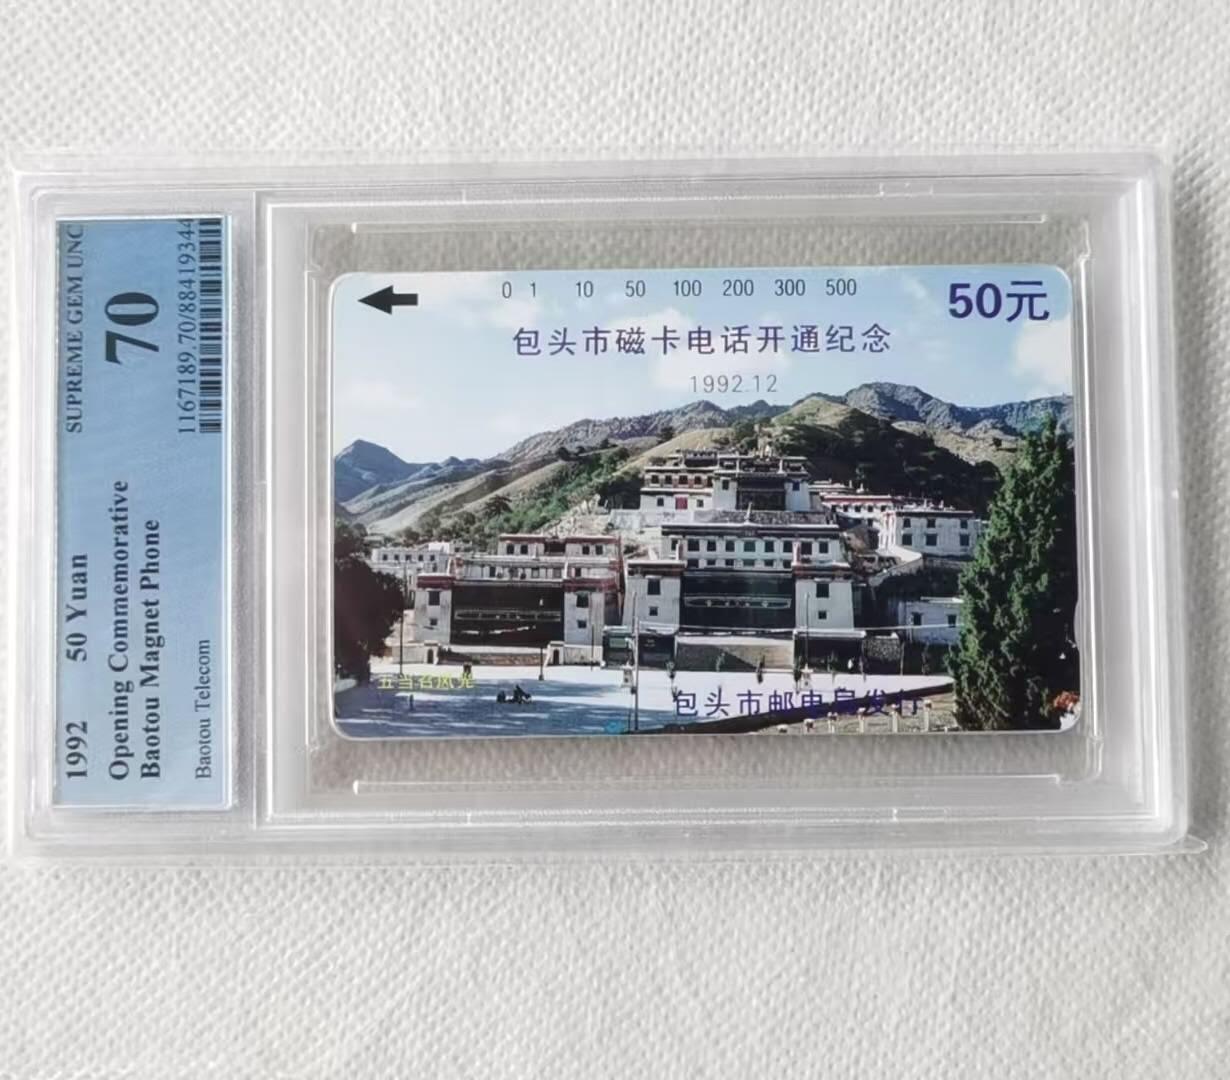 1992 50 Yuan
Opening Commemorative
Baotou Magnet Phone
Baotou Telecom
SUPREME GEM UNC
70
1167189.70/88419344
0 1 10 50 100 200 300 500
50元
包头市磁卡电话开通纪念
1992.12
五当召风光
包头市邮电局发行